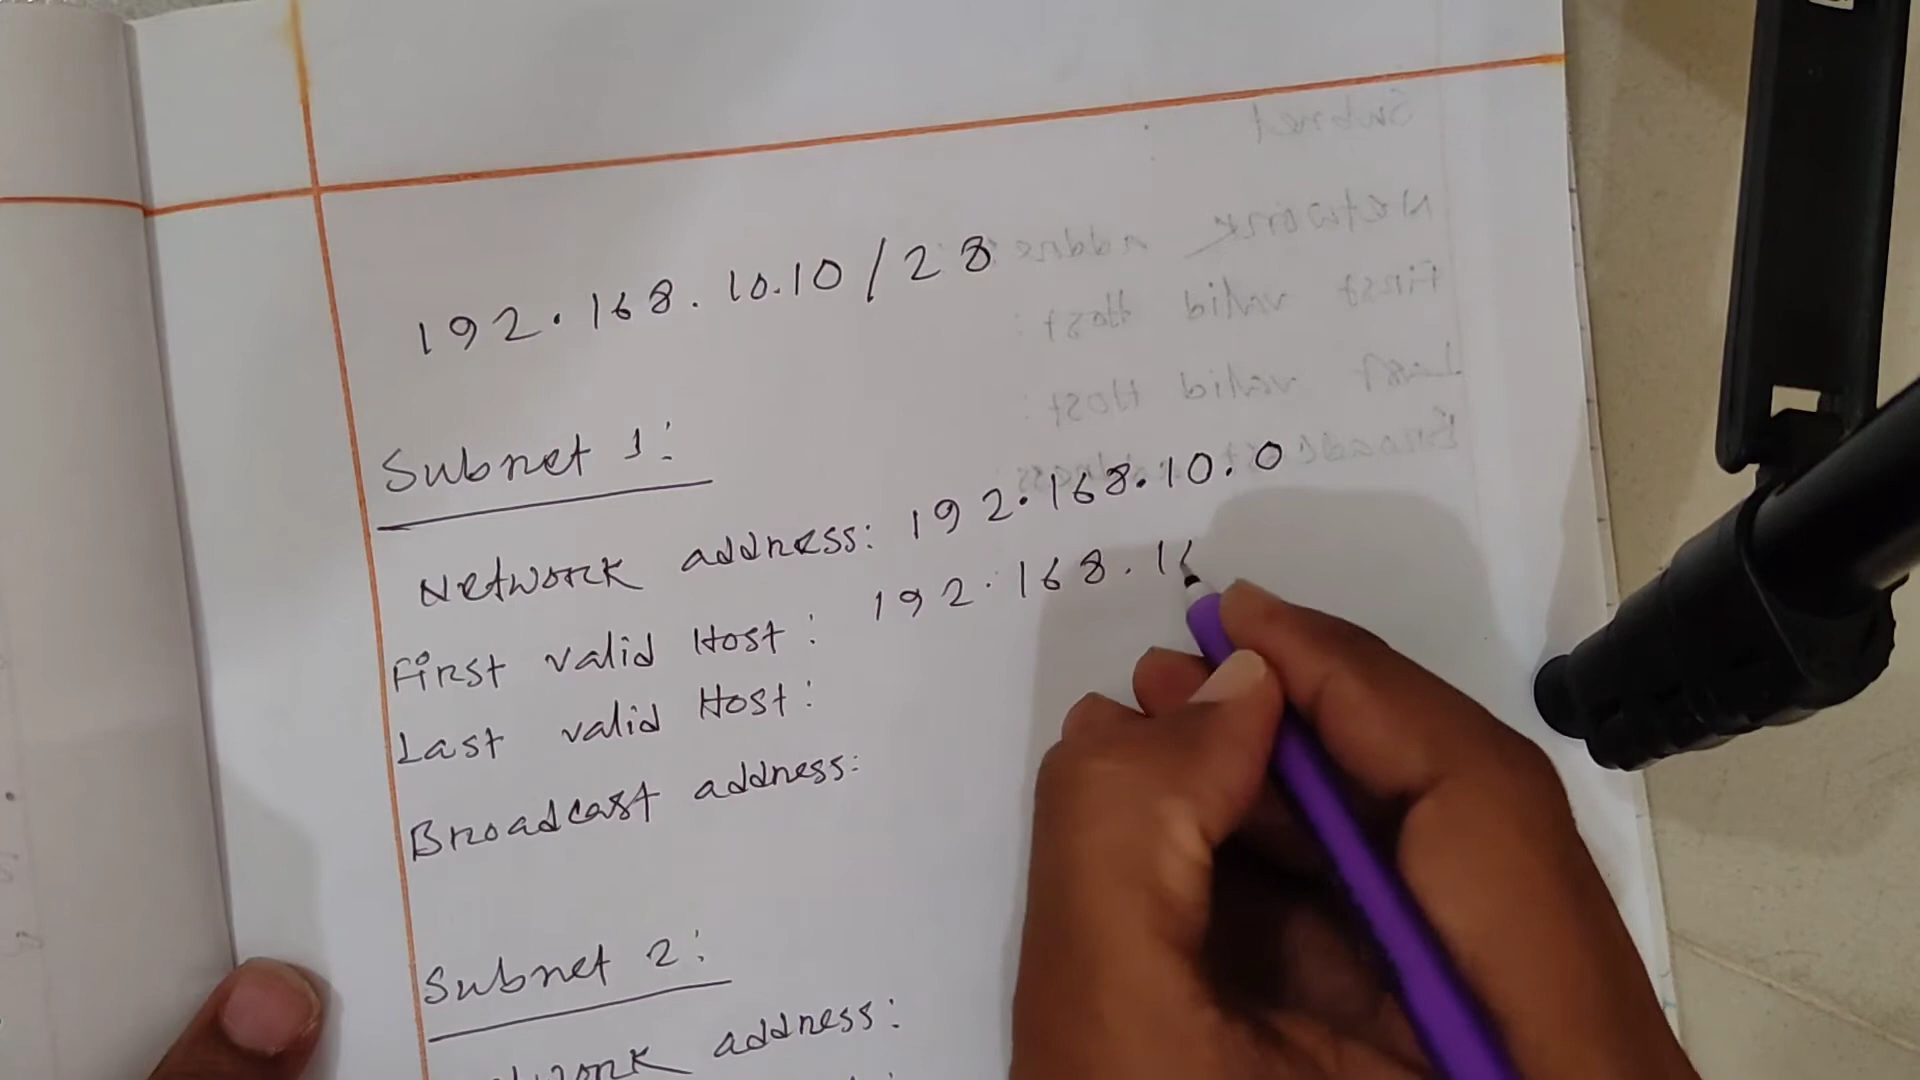 192.168.10.10/28
Subnet 1:
Network address: 192.168.10.0
First valid Host: 192.168.1
Last valid Host:
Broadcast address:
Subnet 2:
address: